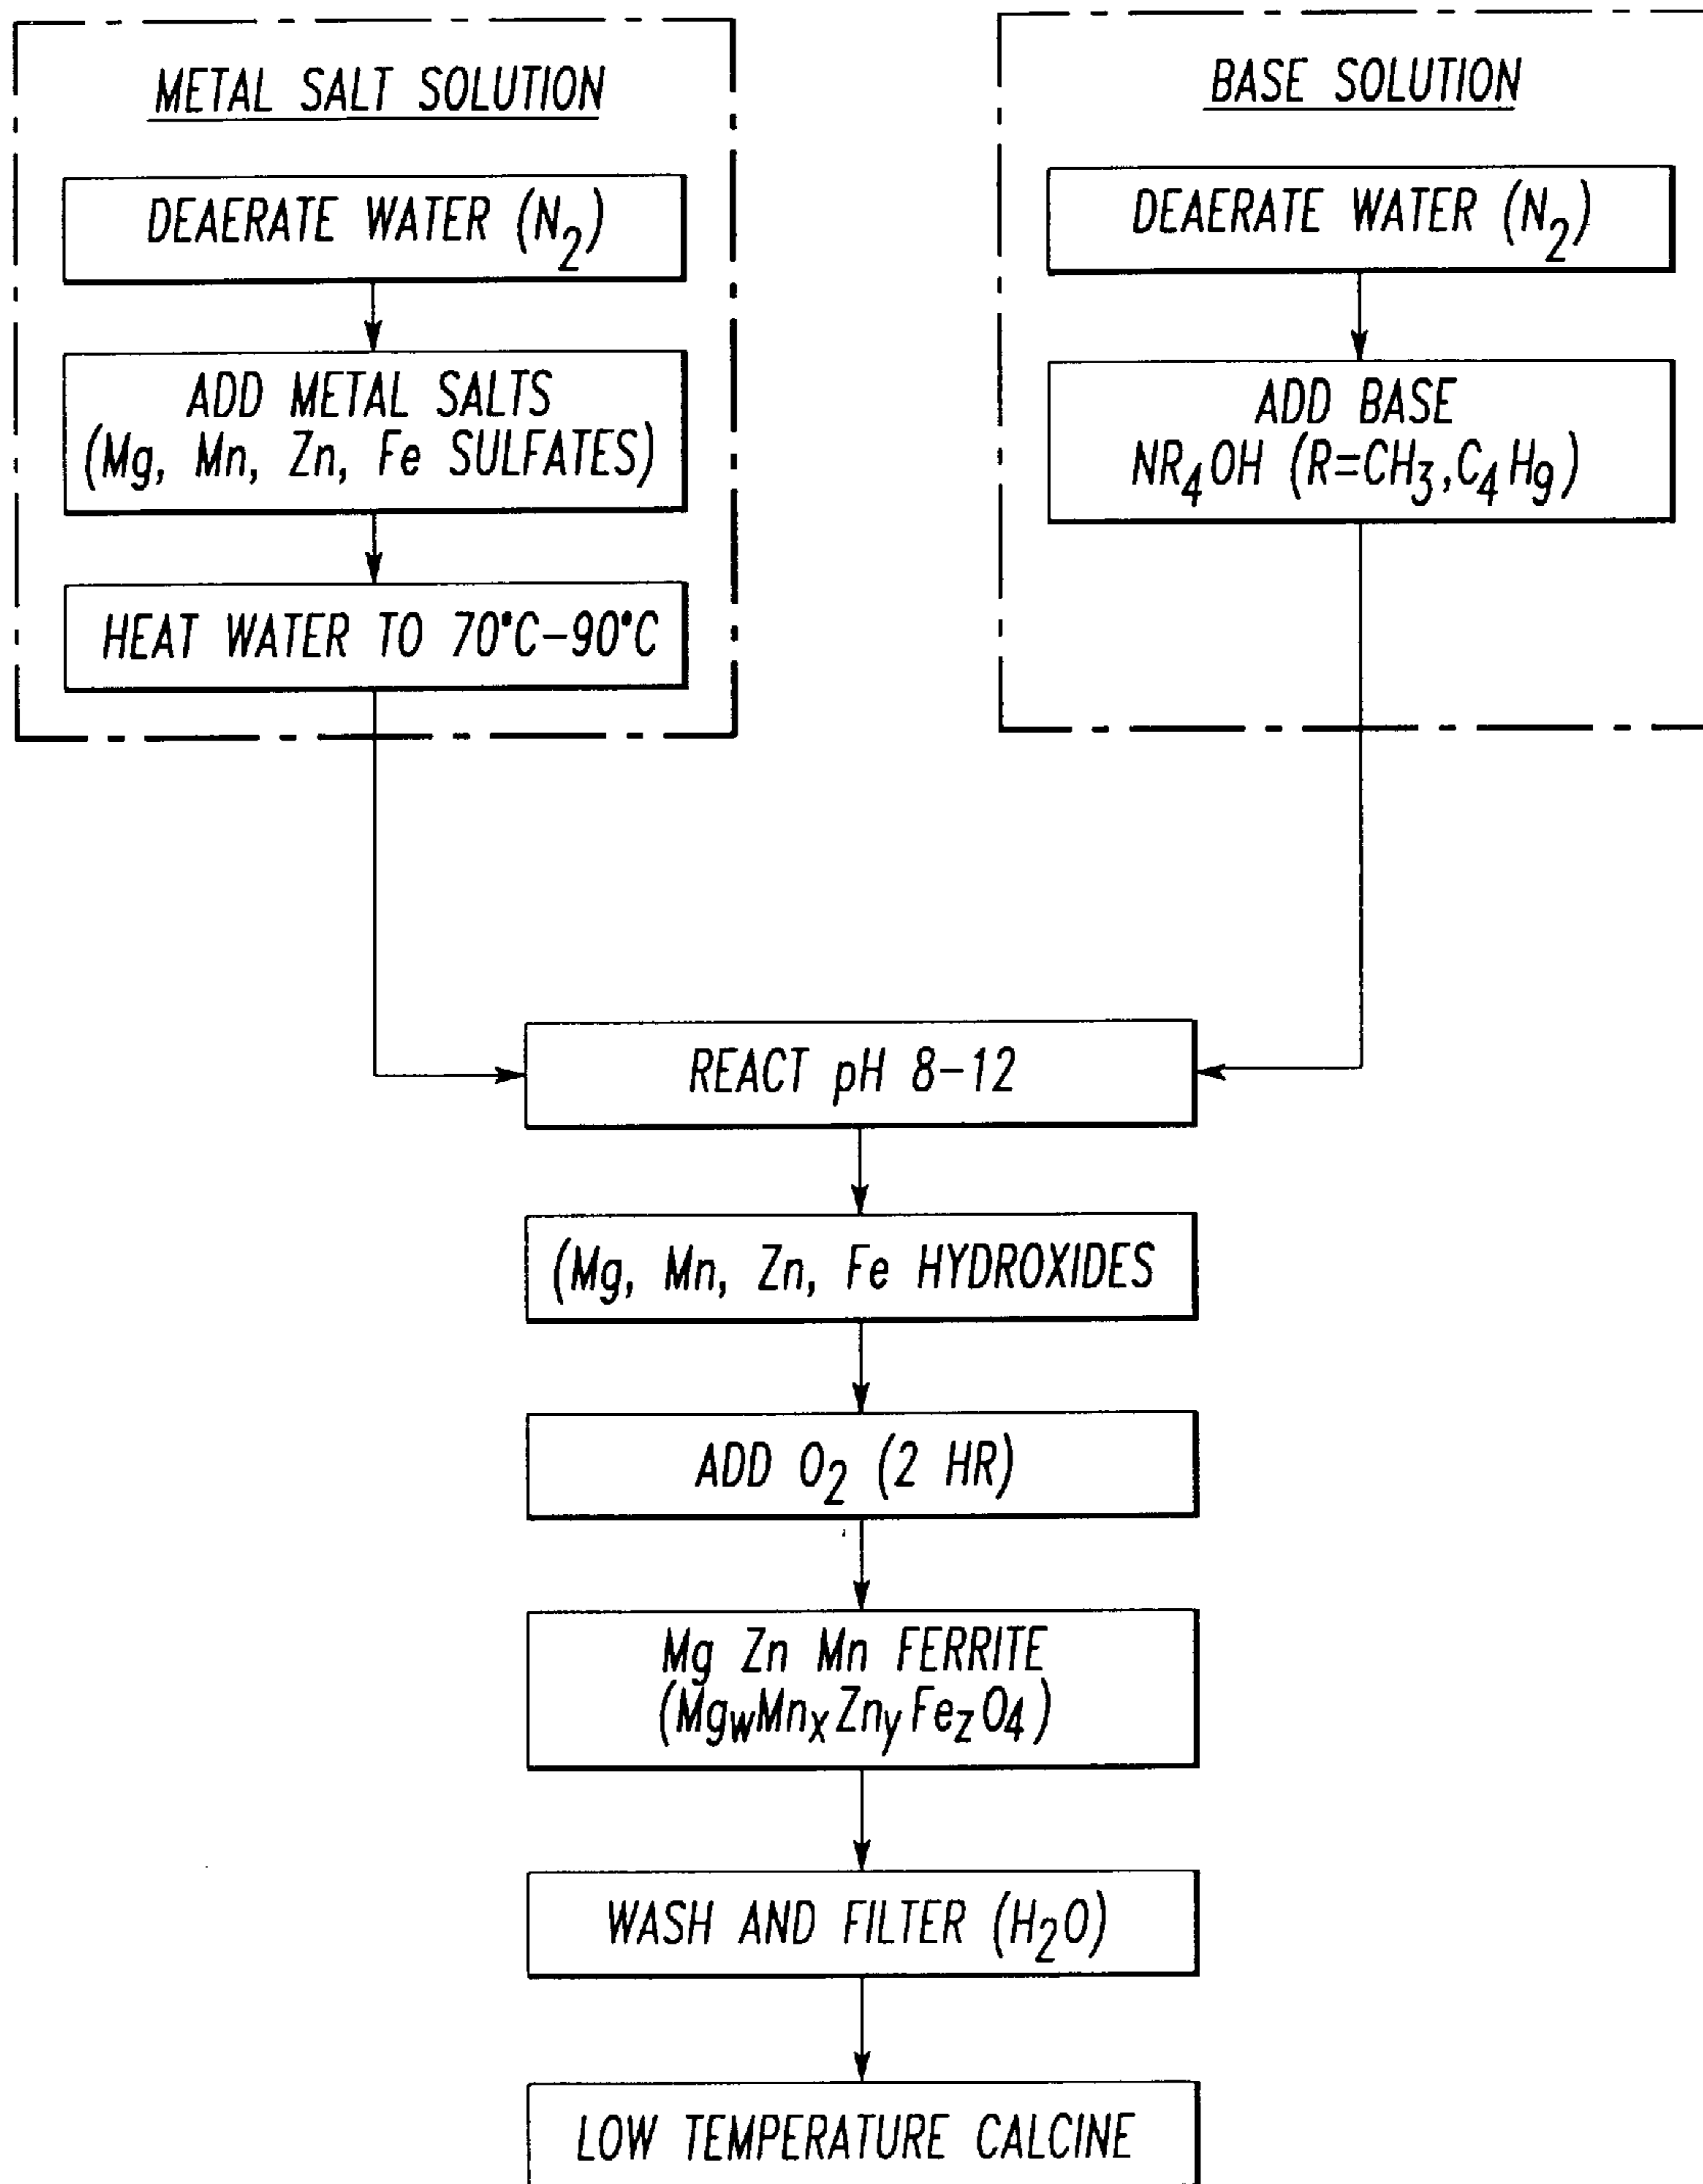 METAL SALT SOLUTION
DEAERATE WATER (N2)
ADD METAL SALTS
(Mg, Mn, Zn, Fe SULFATES)
HEAT WATER TO 70°C-90°C
BASE SOLUTION
DEAERATE WATER (N2)
ADD BASE
NR4OH (R=CH3,C4H9)
REACT pH 8-12
(Mg, Mn, Zn, Fe HYDROXIDES
ADD O2 (2 HR)
Mg Zn Mn FERRITE
(MgwMnxZnyFezO4)
WASH AND FILTER (H2O)
LOW TEMPERATURE CALCINE